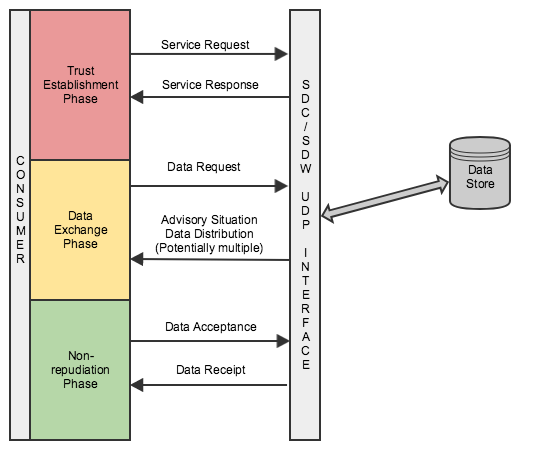 CONSUMER
Trust
Establishment
Phase
Service Request
Service Response
Data
Exchange
Phase
Data Request
Advisory Situation
Data Distribution
(Potentially multiple)
Non-
repudiation
Phase
Data Acceptance
Data Receipt
SDC/SDW UDP INTERFACE
Data
Store